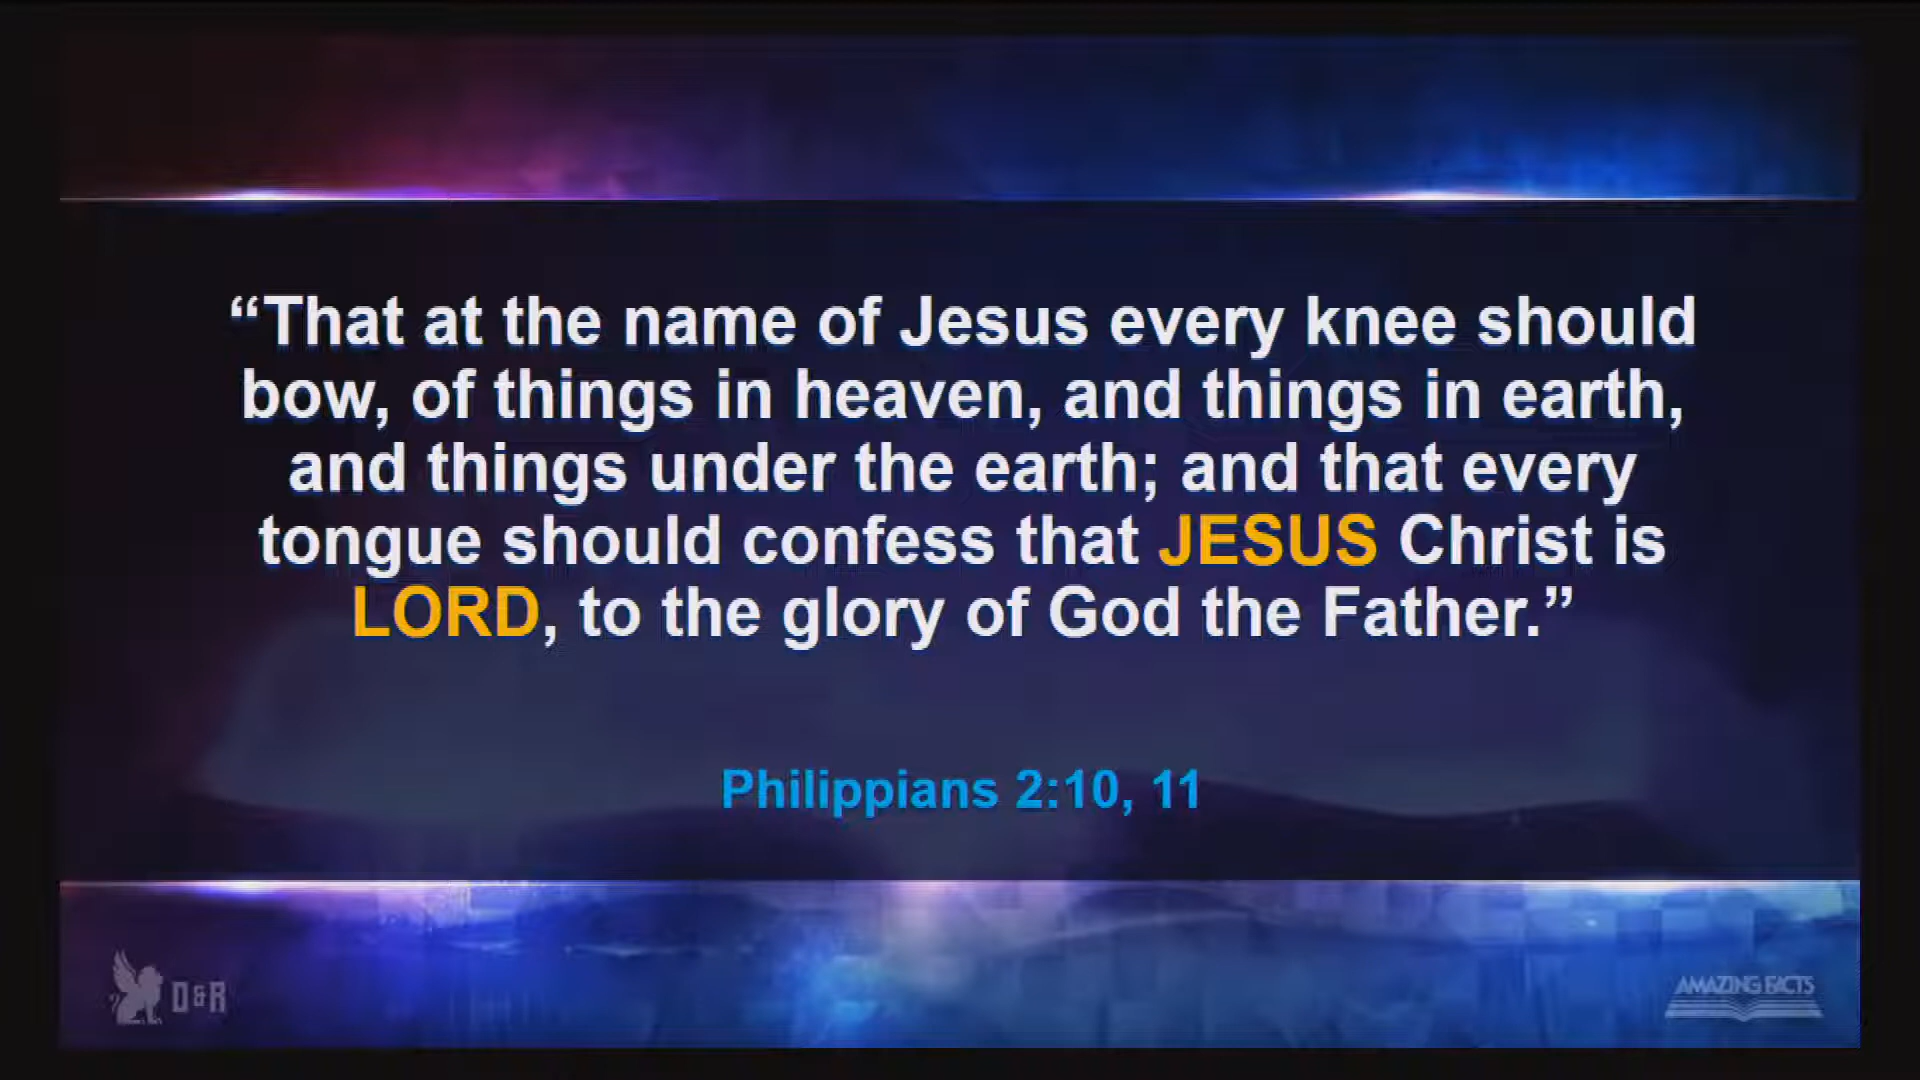 “That at the name of Jesus every knee should
bow, of things in heaven, and things in earth,
and things under the earth; and that every
tongue should confess that JESUS Christ is
LORD, to the glory of God the Father.”
Philippians 2:10, 11
D&R
AMAZING FACTS